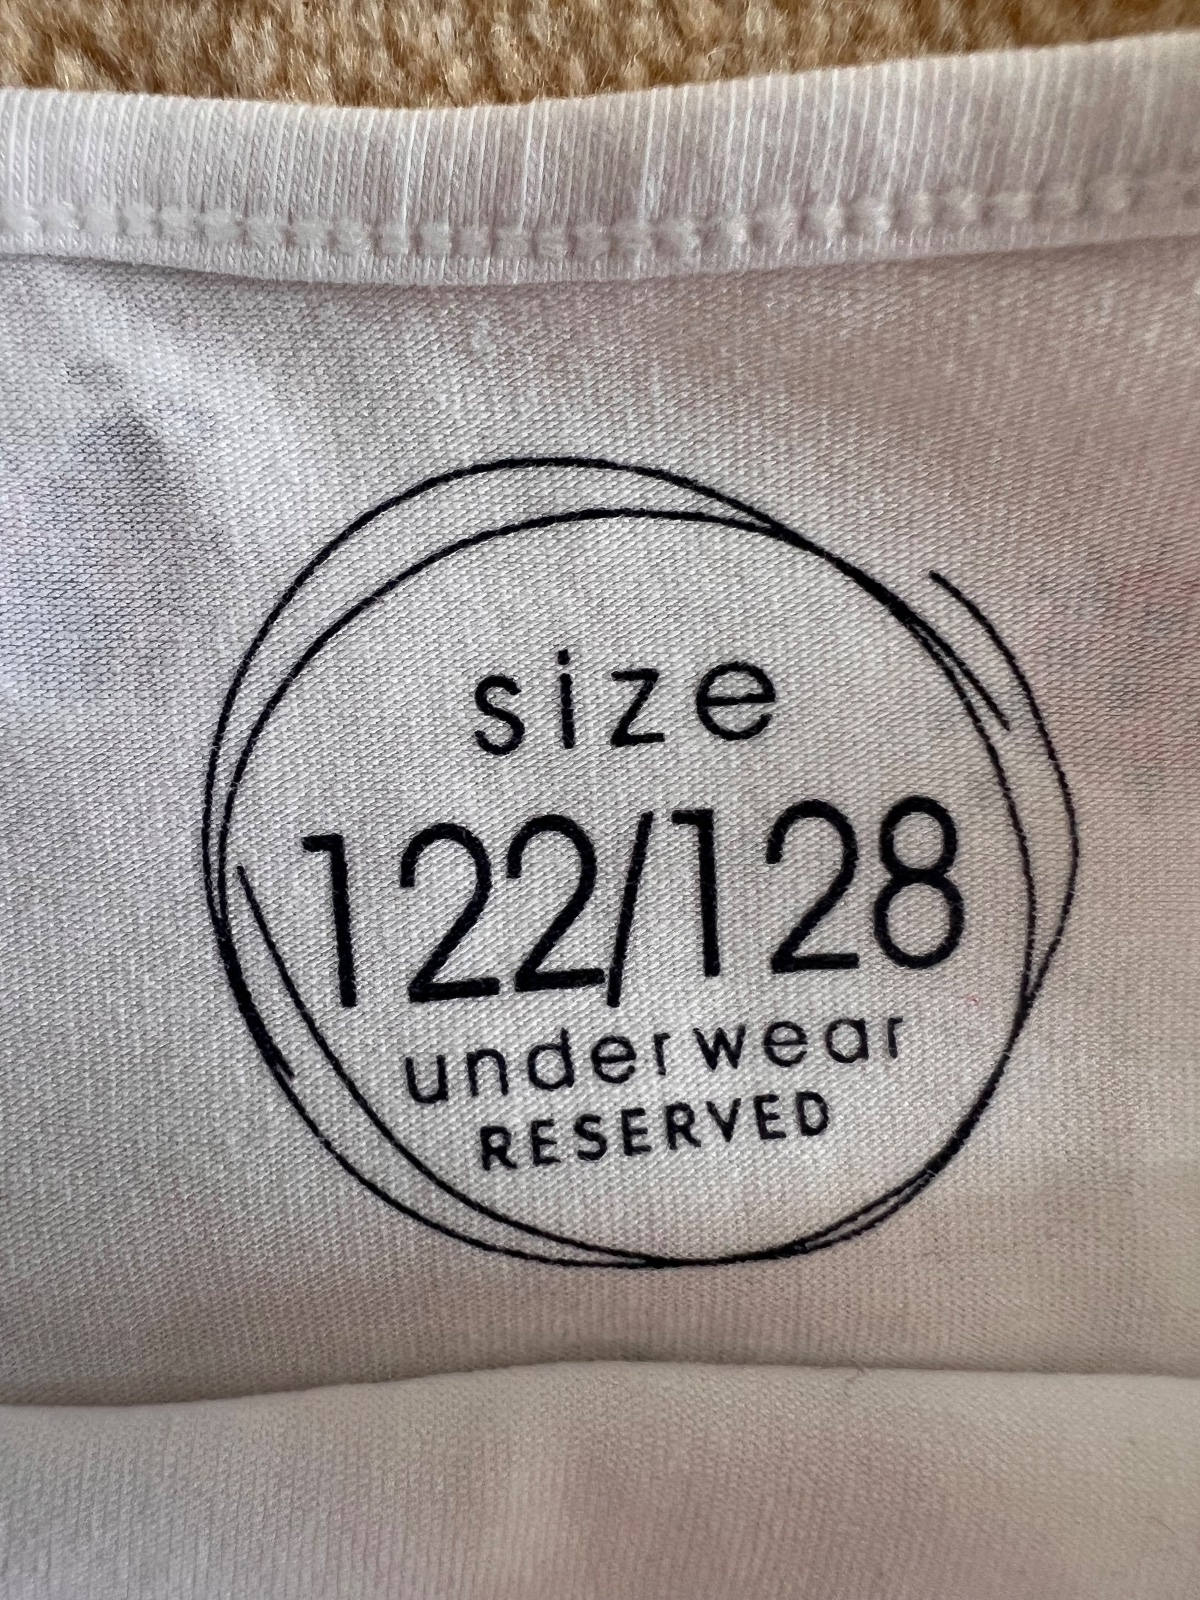 size
122/128
underwear
RESERVED